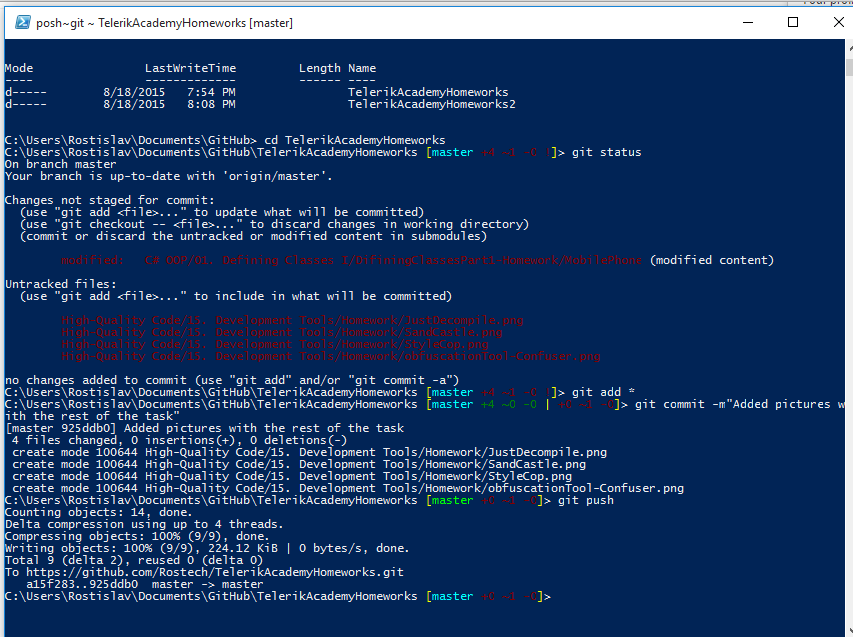 posh~git ~ TelerikAcademyHomeworks [master]
Mode LastWriteTime Length Name
---- ------------- ------ ----
d----- 8/18/2015 7:54 PM TelerikAcademyHomeworks
d----- 8/18/2015 8:08 PM TelerikAcademyHomeworks2
C:\Users\Rostislav\Documents\GitHub> cd TelerikAcademyHomeworks
C:\Users\Rostislav\Documents\GitHub\TelerikAcademyHomeworks [master +4 ~1 -0 !]> git status
On branch master
Your branch is up-to-date with 'origin/master'.
Changes not staged for commit:
(use "git add <file>..." to update what will be committed)
(use "git checkout -- <file>..." to discard changes in working directory)
(commit or discard the untracked or modified content in submodules)
modified: C# OOP/01. Defining Classes I/DifiningClassesPart1-Homework/MobilePhone (modified content)
Untracked files:
(use "git add <file>..." to include in what will be committed)
High-Quality Code/15. Development Tools/Homework/JustDecompile.png
High-Quality Code/15. Development Tools/Homework/SandCastle.png
High-Quality Code/15. Development Tools/Homework/StyleCop.png
High-Quality Code/15. Development Tools/Homework/obfuscationTool-Confuser.png
no changes added to commit (use "git add" and/or "git commit -a")
C:\Users\Rostislav\Documents\GitHub\TelerikAcademyHomeworks [master +4 ~1 -0 !]> git add *
C:\Users\Rostislav\Documents\GitHub\TelerikAcademyHomeworks [master +4 ~0 -0 | +0 ~1 -0]> git commit -m"Added pictures w
ith the rest of the task"
[master 925ddb0] Added pictures with the rest of the task
4 files changed, 0 insertions(+), 0 deletions(-)
create mode 100644 High-Quality Code/15. Development Tools/Homework/JustDecompile.png
create mode 100644 High-Quality Code/15. Development Tools/Homework/SandCastle.png
create mode 100644 High-Quality Code/15. Development Tools/Homework/StyleCop.png
create mode 100644 High-Quality Code/15. Development Tools/Homework/obfuscationTool-Confuser.png
C:\Users\Rostislav\Documents\GitHub\TelerikAcademyHomeworks [master +0 ~1 -0]> git push
Counting objects: 14, done.
Delta compression using up to 4 threads.
Compressing objects: 100% (9/9), done.
Writing objects: 100% (9/9), 224.12 KiB | 0 bytes/s, done.
Total 9 (delta 2), reused 0 (delta 0)
To https://github.com/Rostech/TelerikAcademyHomeworks.git
a15f283..925ddb0 master -> master
C:\Users\Rostislav\Documents\GitHub\TelerikAcademyHomeworks [master +0 ~1 -0]>